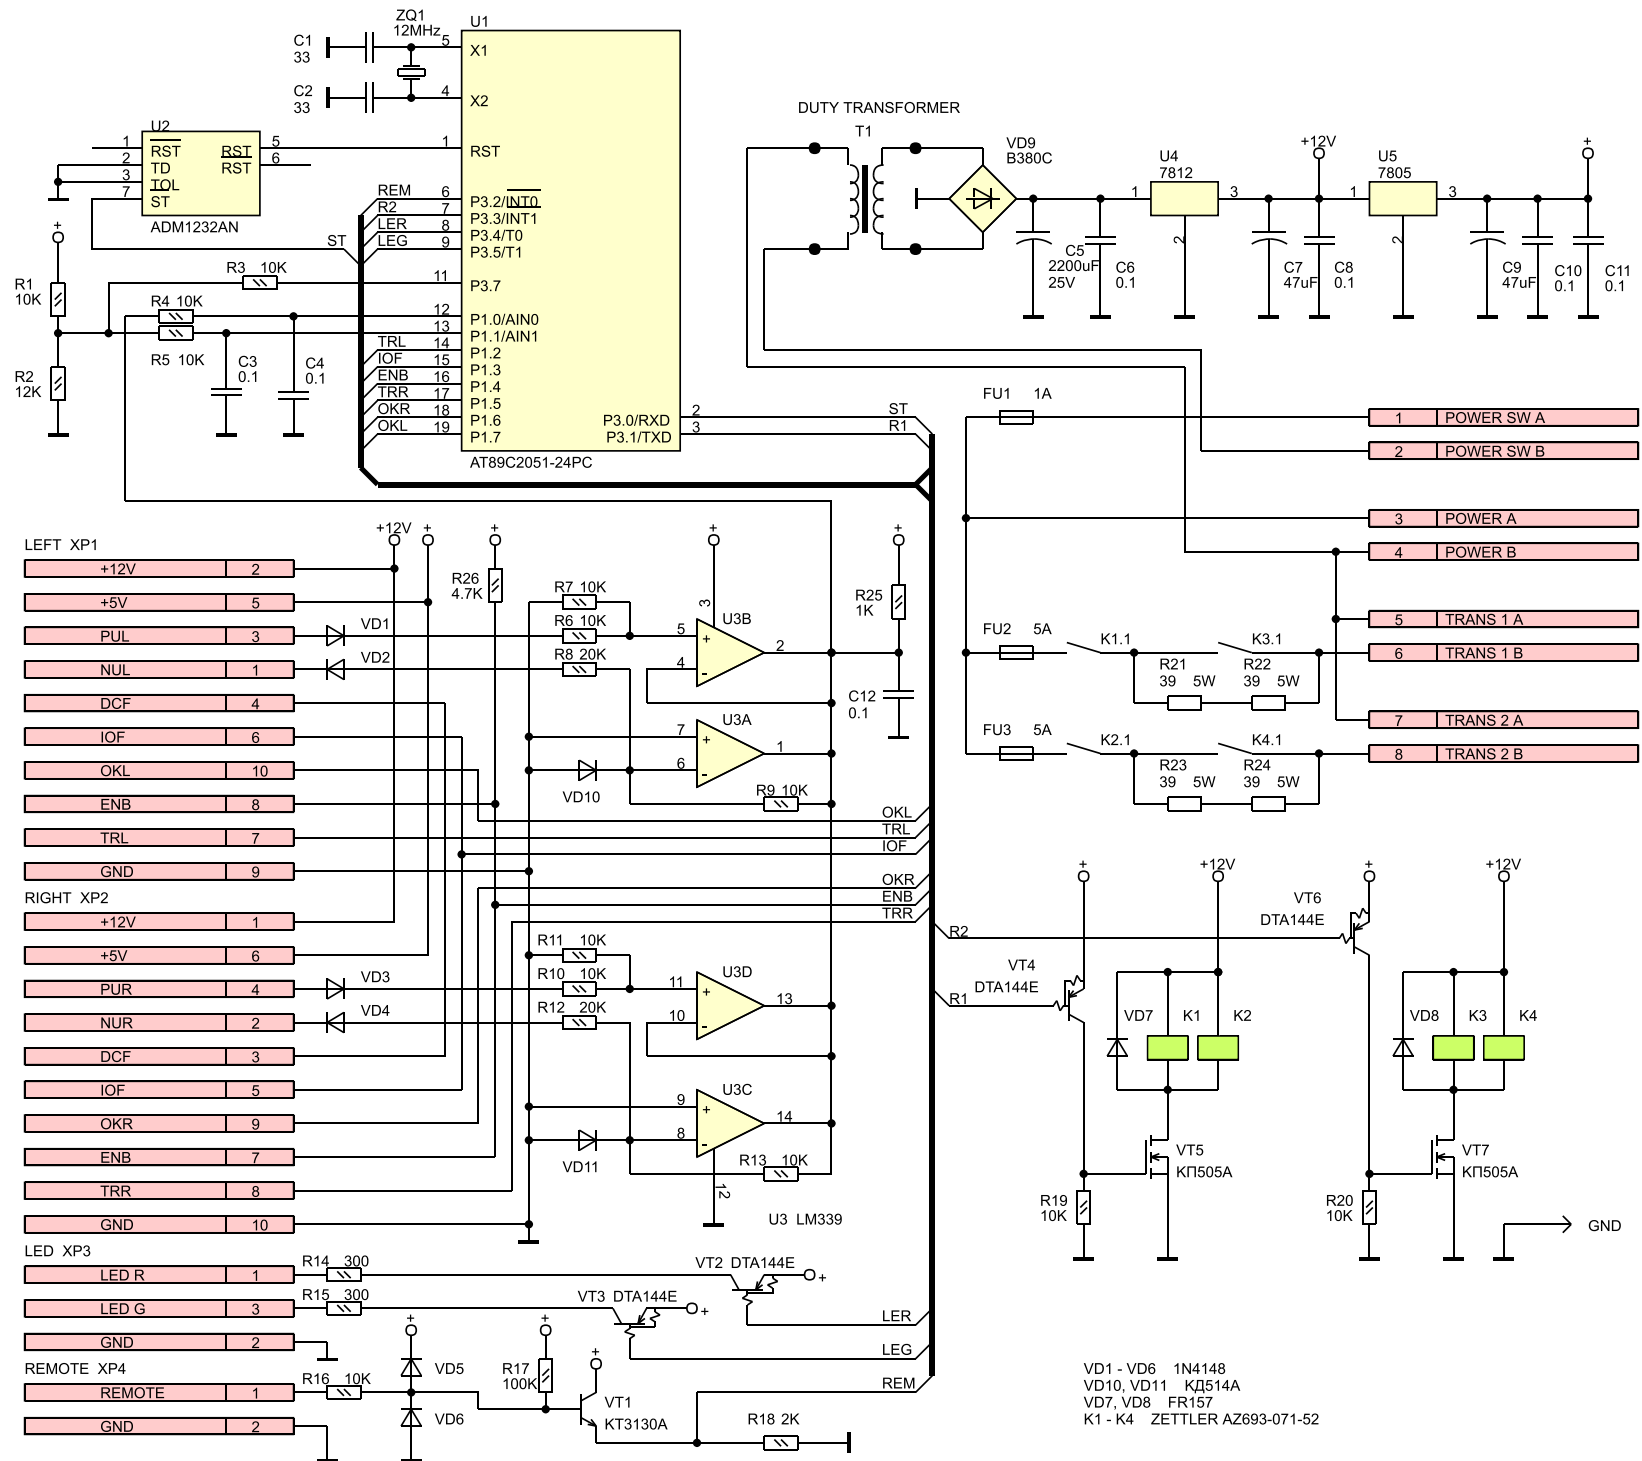 ZQ1
12MHz
U1
C1
33
5
X1
C2
33
4
X2
U2
1
RST
RST
5
2
TD
RST
6
3
TOL
7
ST
ADM1232AN
1
RST
REM
6
P3.2/INT0
R2
7
P3.3/INT1
LER
8
P3.4/T0
LEG
9
P3.5/T1
ST
+
R1
10K
R3 10K
11
P3.7
R4 10K
12
P1.0/AIN0
13
P1.1/AIN1
R5 10K
TRL
14
P1.2
IOF
15
P1.3
ENB
16
P1.4
TRR
17
P1.5
OKR
18
P1.6
OKL
19
P1.7
R2
12K
C3
0.1
C4
0.1
P3.0/RXD
2
ST
P3.1/TXD
3
R1
AT89C2051-24PC
DUTY TRANSFORMER
T1
VD9
B380C
+12V
+
U4
7812
U5
7805
1
3
1
3
2
2
C5
2200uF
25V
C6
0.1
C7
47uF
C8
0.1
C9
47uF
C10
0.1
C11
0.1
FU1 1A
1 POWER SW A
2 POWER SW B
3 POWER A
4 POWER B
5 TRANS 1 A
6 TRANS 1 B
7 TRANS 2 A
8 TRANS 2 B
FU2 5A
K1.1
K3.1
R21
39 5W
R22
39 5W
FU3 5A
K2.1
K4.1
R23
39 5W
R24
39 5W
+12V
+
+
+
+
LEFT XP1
+12V 2
+5V 5
PUL 3
NUL 1
DCF 4
IOF 6
OKL 10
ENB 8
TRL 7
GND 9
VD1
VD2
R26
4.7K
R7 10K
R6 10K
R8 20K
3
U3B
5
+
4
-
2
R25
1K
C12
0.1
U3A
7
+
6
-
1
VD10
R9 10K
OKL
TRL
IOF
OKR
ENB
TRR
RIGHT XP2
+12V 1
+5V 6
PUR 4
NUR 2
DCF 3
IOF 5
OKR 9
ENB 7
TRR 8
GND 10
VD3
VD4
R11 10K
R10 10K
R12 20K
U3D
11
+
10
-
13
U3C
9
+
8
-
14
VD11
R13 10K
12
U3 LM339
+
+12V
+
+12V
R2
VT4
DTA144E
R1
VT6
DTA144E
VD7
K1
K2
VD8
K3
K4
VT5
КП505А
VT7
КП505А
R19
10K
R20
10K
GND
LED XP3
LED R 1
LED G 3
GND 2
R14 300
R15 300
VT2 DTA144E
+
VT3 DTA144E
+
LER
LEG
REM
REMOTE XP4
REMOTE 1
GND 2
R16 10K
+
VD5
VD6
+
R17
100K
+
VT1
KT3130A
R18 2K
VD1 - VD6 1N4148
VD10, VD11 КД514А
VD7, VD8 FR157
K1 - K4 ZETTLER AZ693-071-52